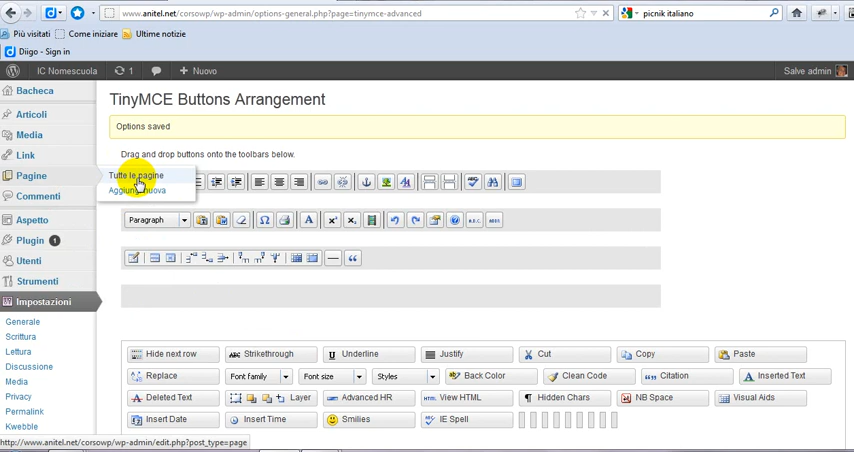 www.anitel.net/corsowp/wp-admin/options-general.php?page=tinymce-advanced
picnik italiano
Più visitati
Come iniziare
Ultime notizie
Diigo - Sign in
IC Nomescuola
1
Nuovo
Salve admin
Bacheca
Articoli
Media
Link
Pagine
Commenti
Aspetto
Plugin 1
Utenti
Strumenti
Impostazioni
Generale
Scrittura
Lettura
Discussione
Media
Privacy
Permalink
Kwebble
TinyMCE Buttons Arrangement
Options saved
Drag and drop buttons onto the toolbars below.
Tutte le pagine
Aggiungi nuova
Paragraph
Hide next row
ABC Strikethrough
U Underline
Justify
Cut
Copy
Paste
Replace
Font family
Font size
Styles
Back Color
Clean Code
Citation
A Inserted Text
A Deleted Text
Layer
Advanced HR
HTML View HTML
Hidden Chars
NB Space
Visual Aids
Insert Date
Insert Time
Smilies
IE Spell
http://www.anitel.net/corsowp/wp-admin/edit.php?post_type=page